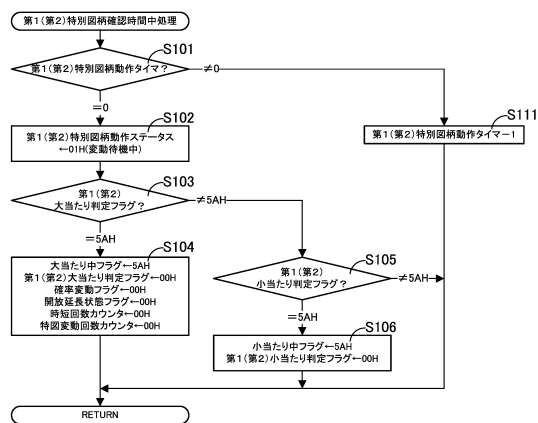 第1(第2)特別図柄確認時間中処理
S101
第1(第2)特別図柄動作タイマ?
≠0
=0
S111
第1(第2)特別図柄動作タイマー1
S102
第1(第2)特別図柄動作ステータス
←01H(変動待機中)
S103
第1(第2)
大当たり判定フラグ?
≠5AH
=5AH
S104
大当たり中フラグ←5AH
第1(第2)大当たり判定フラグ←00H
確率変動フラグ←00H
開放延長状態フラグ←00H
時短回数カウンタ←00H
特図変動回数カウンタ←00H
S105
第1(第2)
小当たり判定フラグ?
≠5AH
=5AH
S106
小当たり中フラグ←5AH
第1(第2)小当たり判定フラグ←00H
RETURN